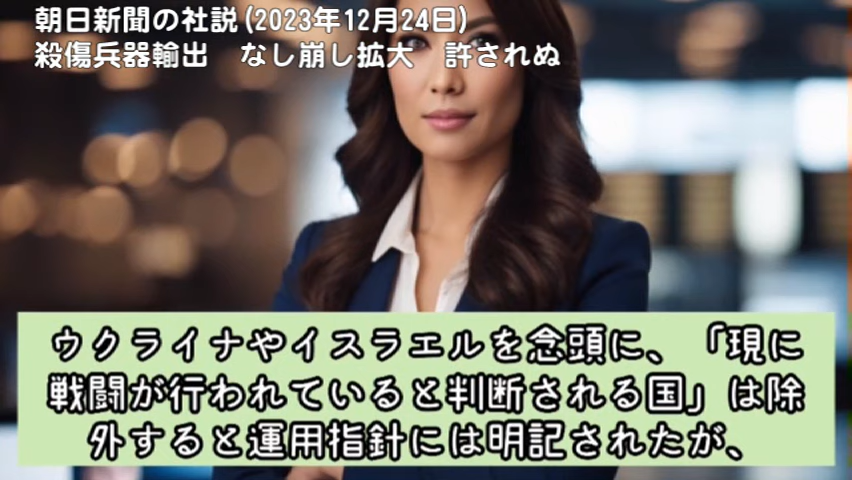 朝日新聞の社説(2023年12月24日)
殺傷兵器輸出 なし崩し拡大 許されぬ
ウクライナやイスラエルを念頭に、「現に
戦闘が行われていると判断される国」は除
外すると運用指針には明記されたが、